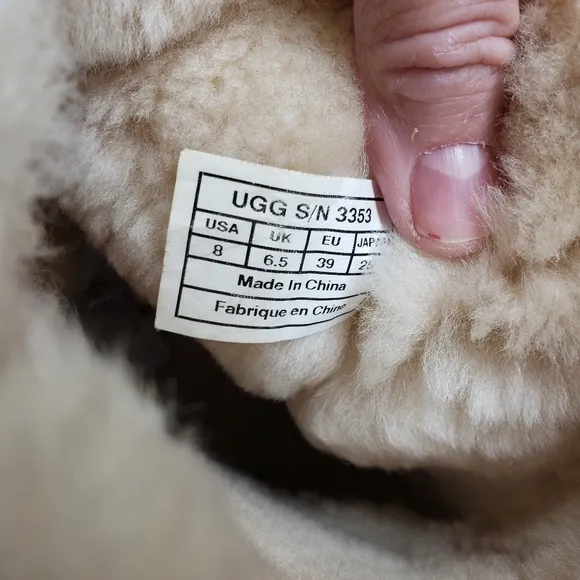 UGG S/N 3353
USA UK EU
8 6.5 39
Made In China
Fabrique en Chine